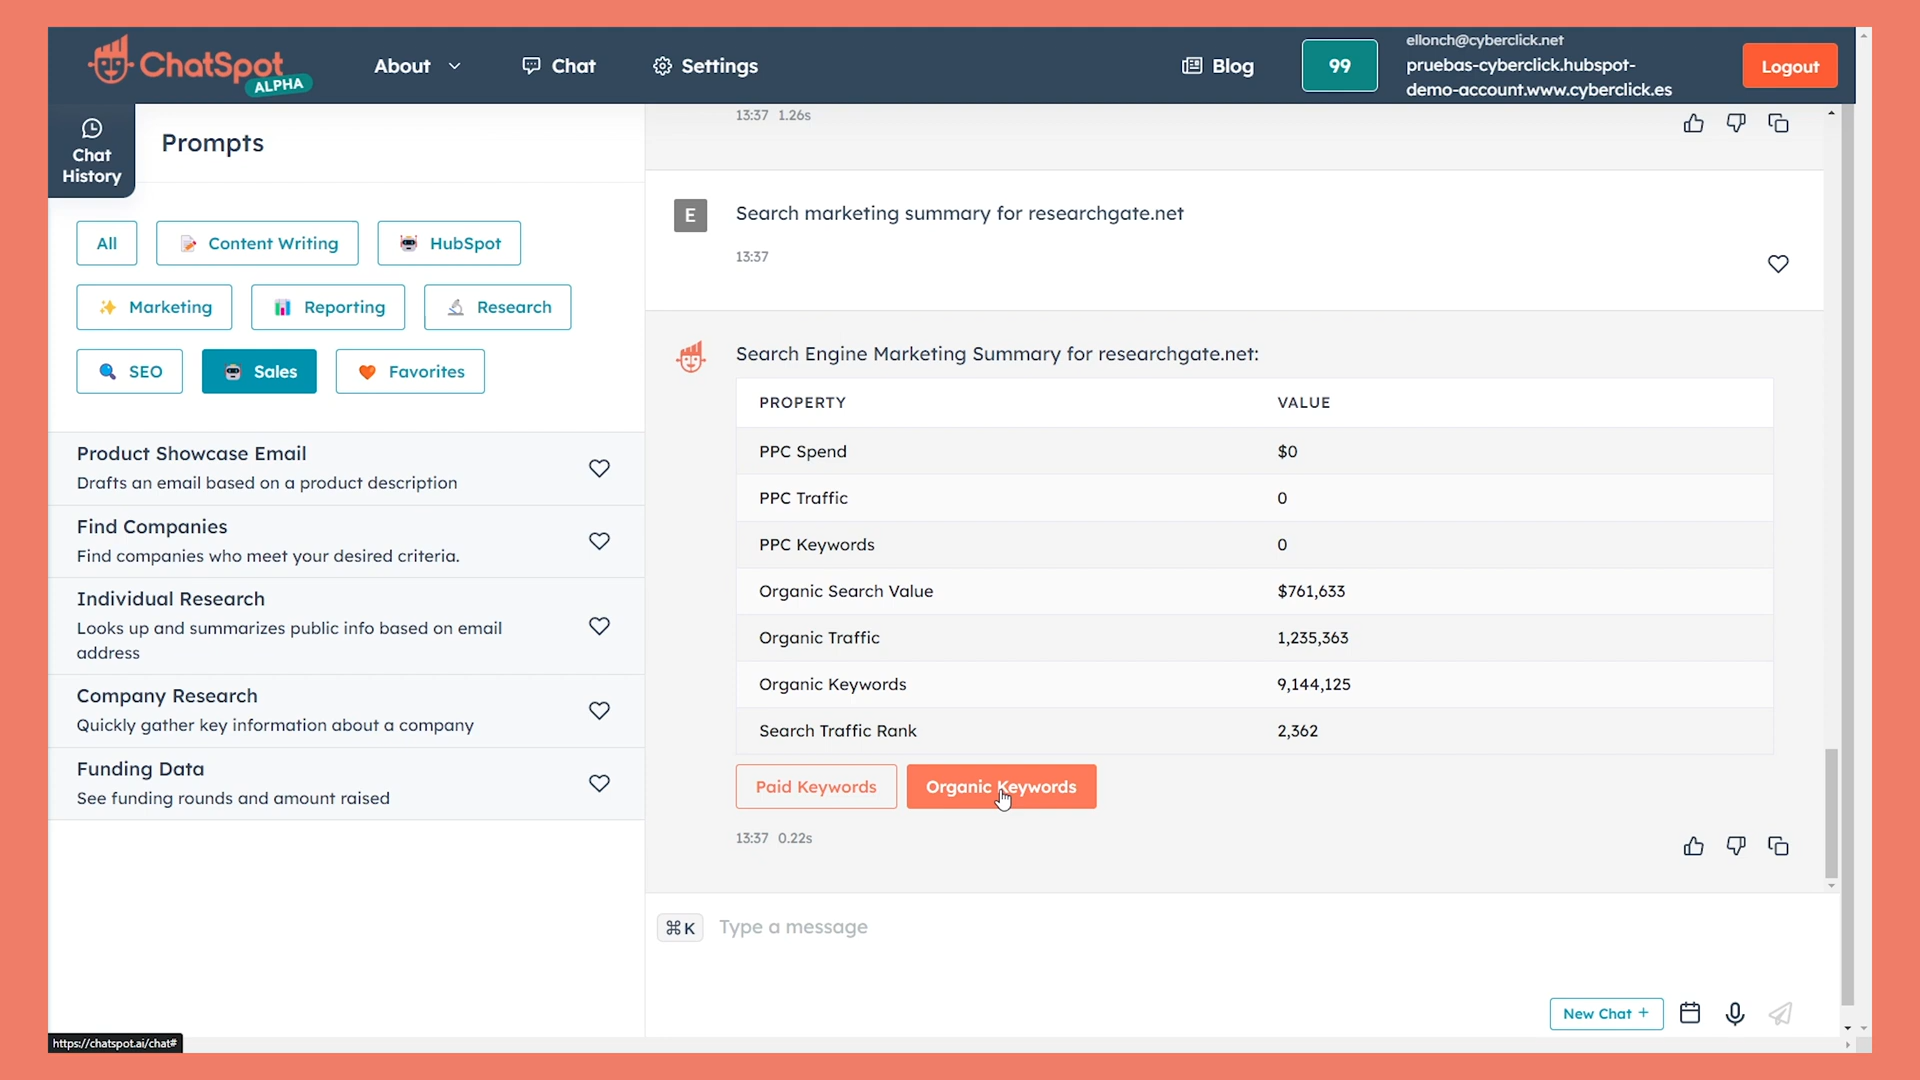 ChatSpot
ALPHA
About
Chat
Settings
Blog
99
ellonch@cyberclick.net
pruebas-cyberclick.hubspot-
demo-account.www.cyberclick.es
Logout
Chat
History
Prompts
All
Content Writing
HubSpot
Marketing
Reporting
Research
SEO
Sales
Favorites
Product Showcase Email
Drafts an email based on a product description
Find Companies
Find companies who meet your desired criteria.
Individual Research
Looks up and summarizes public info based on email
address
Company Research
Quickly gather key information about a company
Funding Data
See funding rounds and amount raised
13:37 1.26s
E
Search marketing summary for researchgate.net
13:37
Search Engine Marketing Summary for researchgate.net:
PROPERTY VALUE
PPC Spend $0
PPC Traffic 0
PPC Keywords 0
Organic Search Value $761,633
Organic Traffic 1,235,363
Organic Keywords 9,144,125
Search Traffic Rank 2,362
Paid Keywords
Organic Keywords
13:37 0.22s
⌘K
Type a message
New Chat +
https://chatspot.ai/chat#